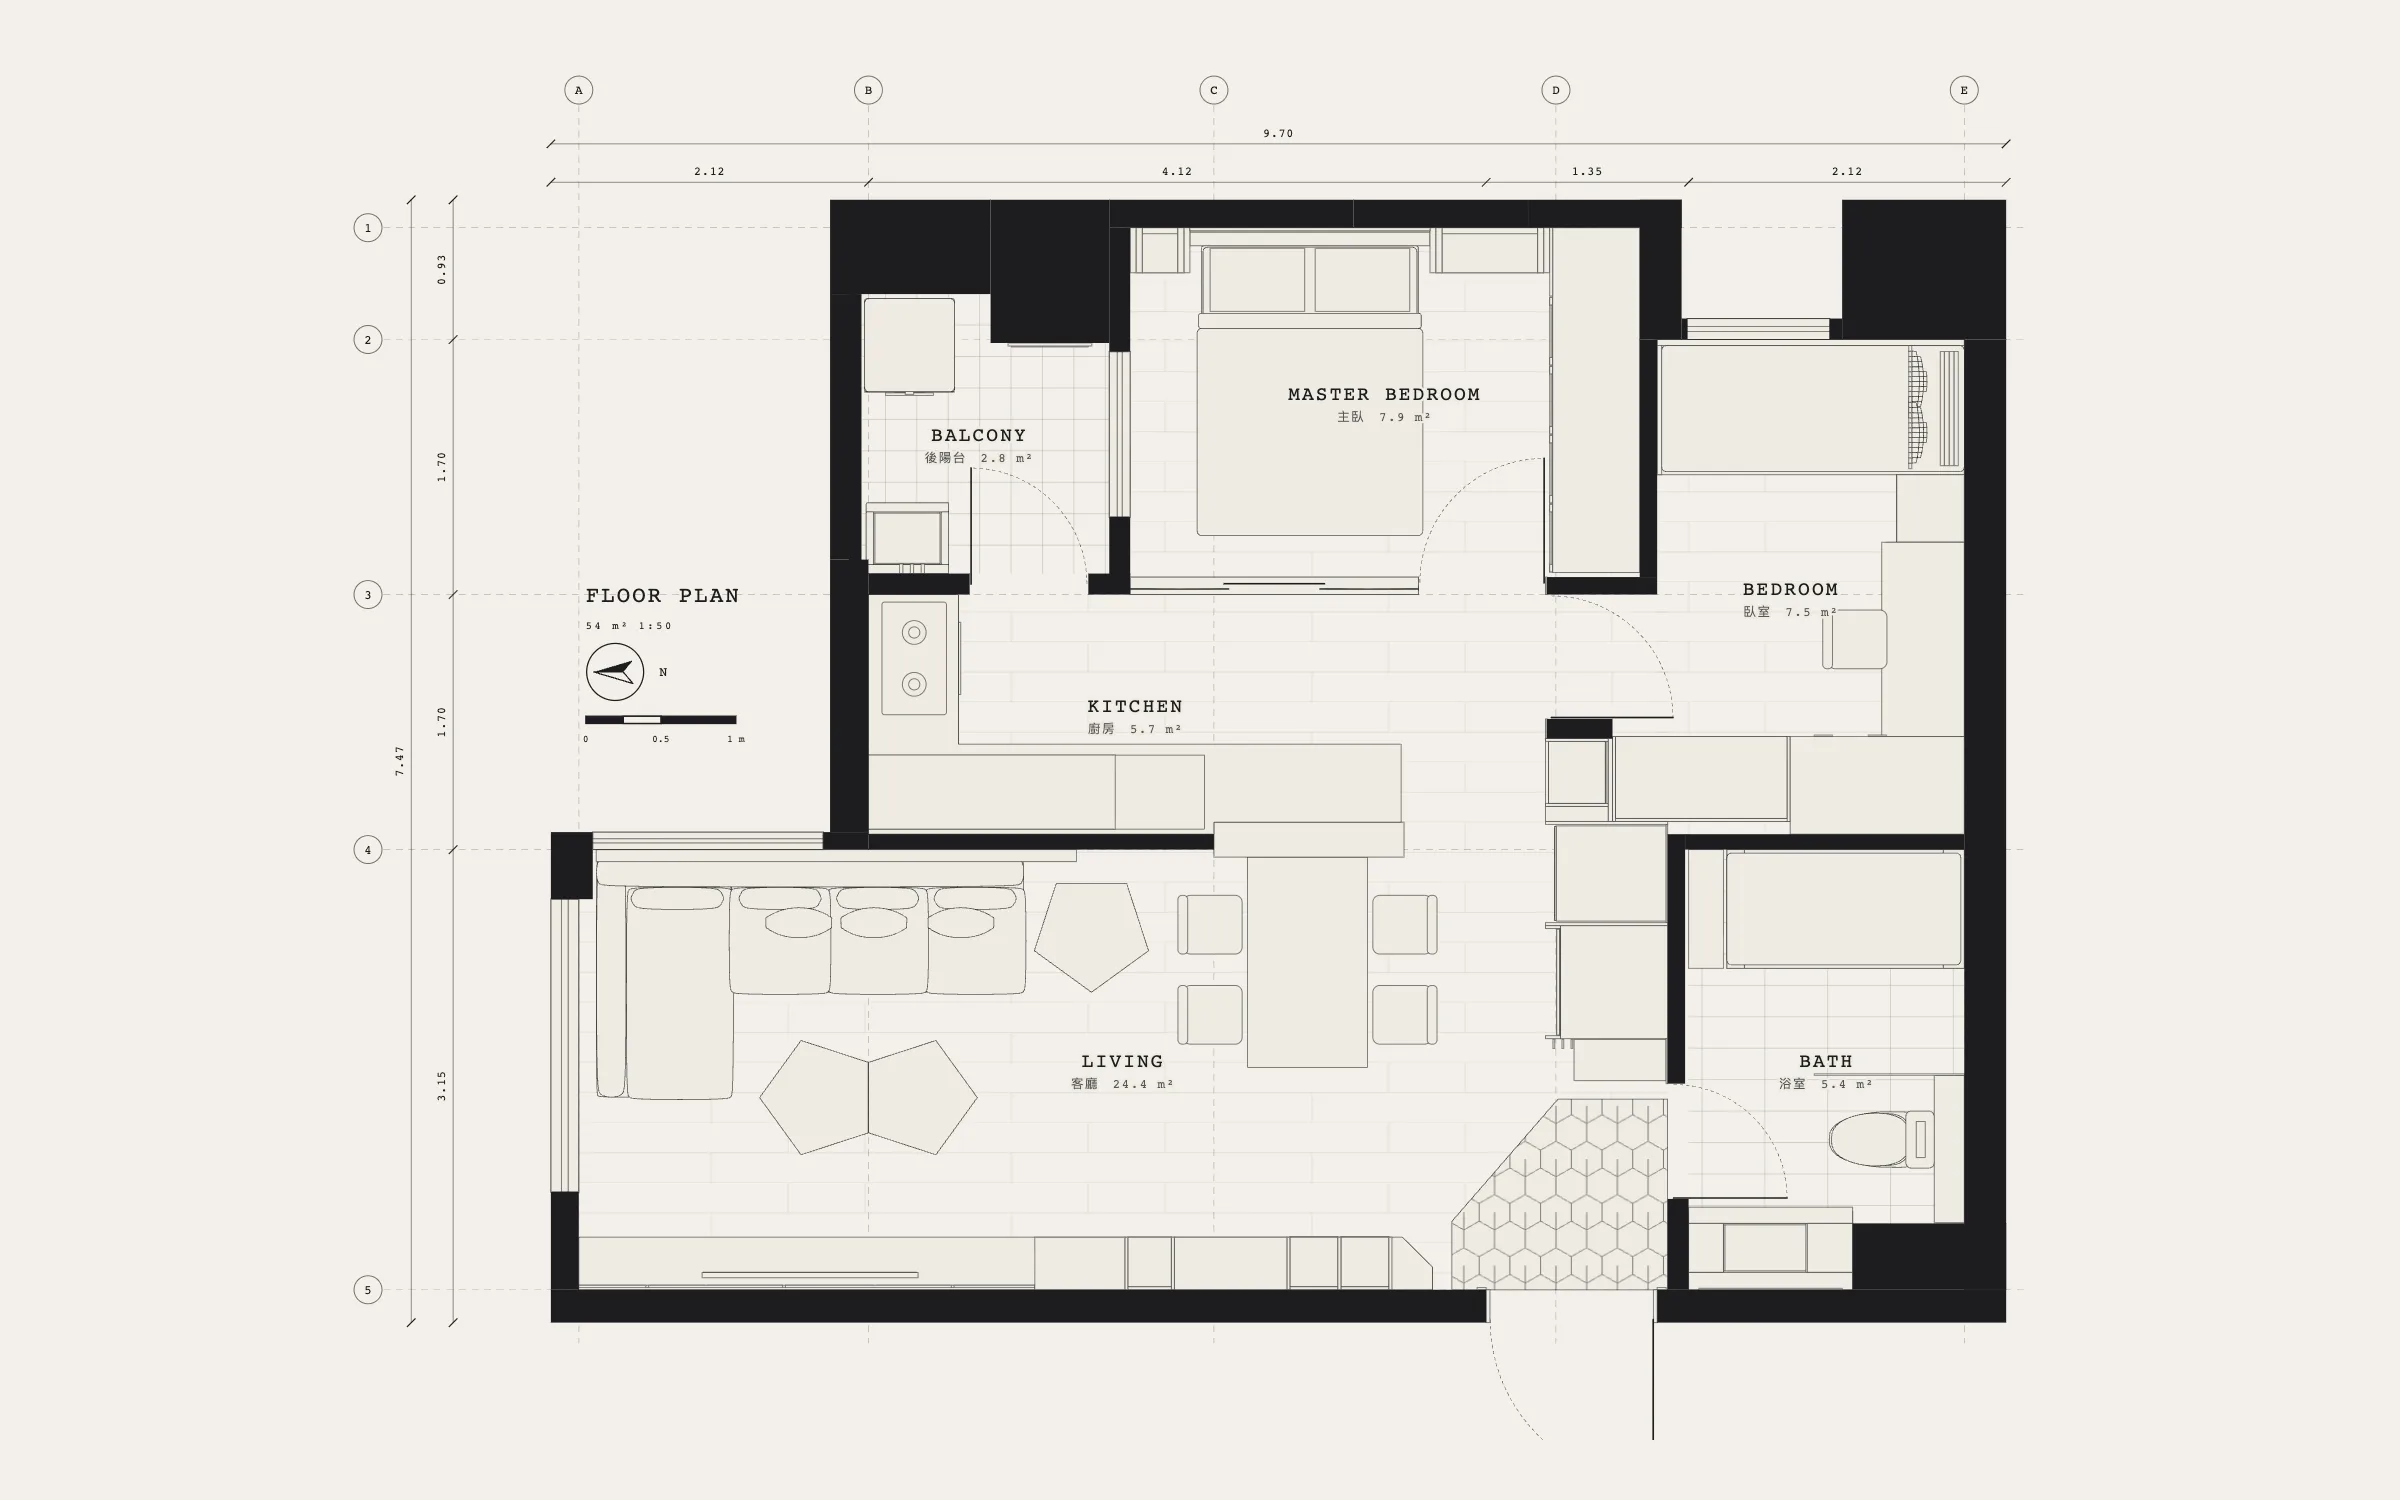 A
B
C
D
E
9.70
2.12
4.12
1.35
2.12
1
2
3
4
5
0.93
1.70
1.70
3.15
7.47
MASTER BEDROOM
主臥 7.9 m²
BALCONY
後陽台 2.8 m²
BEDROOM
臥室 7.5 m²
FLOOR PLAN
54 m² 1:50
N
0 0.5 1 m
KITCHEN
廚房 5.7 m²
LIVING
客廳 24.4 m²
BATH
浴室 5.4 m²